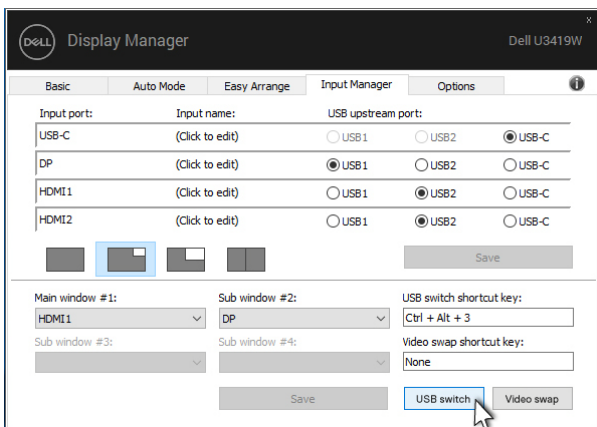 x
DELL Display Manager Dell U3419W
Basic Auto Mode Easy Arrange Input Manager Options i
Input port: Input name: USB upstream port:
USB-C (Click to edit) USB1 USB2 USB-C
DP (Click to edit) USB1 USB2 USB-C
HDMI1 (Click to edit) USB1 USB2 USB-C
HDMI2 (Click to edit) USB1 USB2 USB-C
Save
Main window #1: Sub window #2: USB switch shortcut key:
HDMI1 DP Ctrl + Alt + 3
Sub window #3: Sub window #4: Video swap shortcut key:
None
Save USB switch Video swap